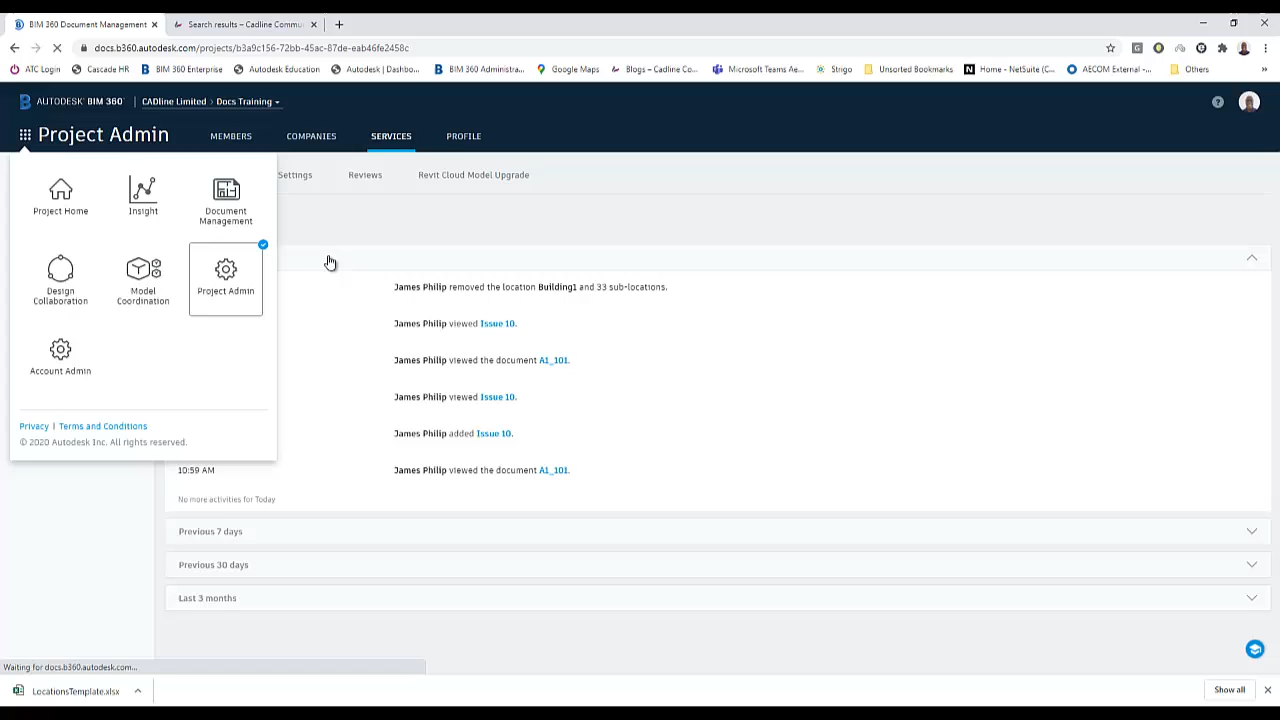 BIM 360 Document Management
Search results – Cadline Commu
docs.b360.autodesk.com/projects/b3a9c156-72bb-45ac-87de-eab46fe2458c
ATC Login
Cascade HR
BIM 360 Enterprise
Autodesk Education
Autodesk | Dashbo...
BIM 360 Administra...
Google Maps
Blogs – Cadline Co...
Microsoft Teams Ae...
Strigo
Unsorted Bookmarks
Home - NetSuite (C...
AECOM External -...
Others
»
AUTODESK® BIM 360°
CADline Limited > Docs Training
Project Admin
MEMBERS
COMPANIES
SERVICES
PROFILE
Settings
Reviews
Revit Cloud Model Upgrade
Project Home
Insight
Document
Management
Design
Collaboration
Model
Coordination
Project Admin
Account Admin
Privacy | Terms and Conditions
© 2020 Autodesk Inc. All rights reserved.
James Philip removed the location Building1 and 33 sub-locations.
James Philip viewed Issue 10.
James Philip viewed the document A1_101.
James Philip viewed Issue 10.
James Philip added Issue 10.
10:59 AM
James Philip viewed the document A1_101.
No more activities for Today
Previous 7 days
Previous 30 days
Last 3 months
Waiting for docs.b360.autodesk.com...
LocationsTemplate.xlsx
Show all